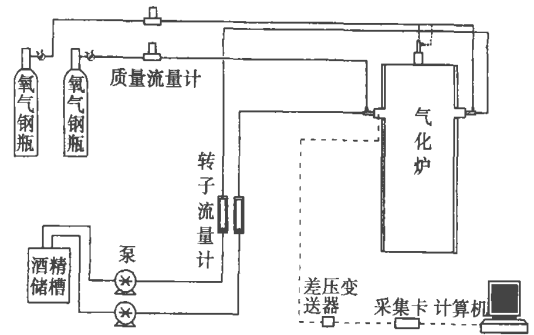 氧气钢瓶
氧气钢瓶
质量流量计
气化炉
转子流量计
泵
酒精
储槽
差压变
送器
采集卡 计算机